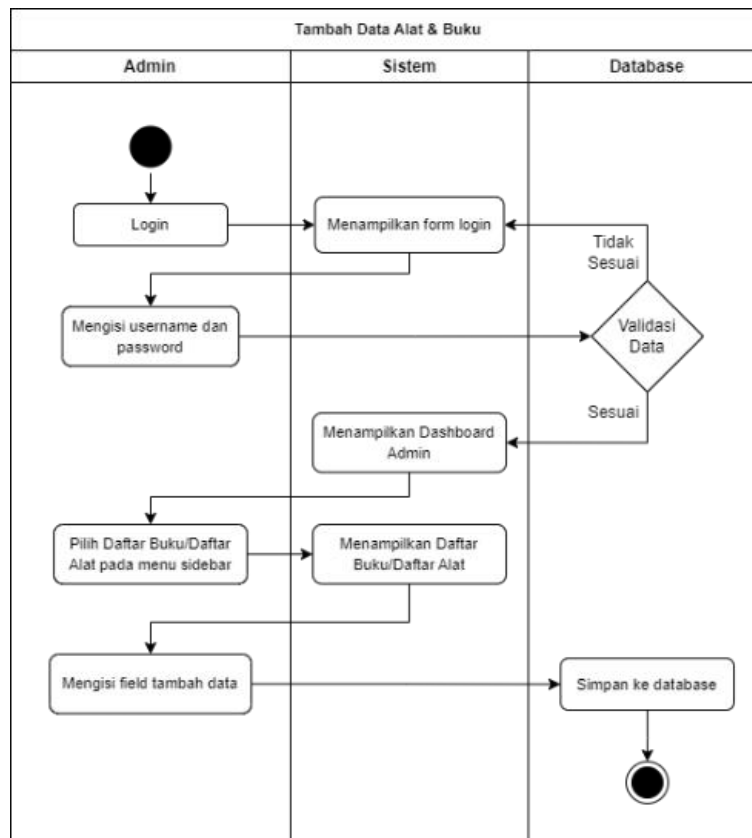 Tambah Data Alat & Buku
Admin
Sistem
Database
Login
Menampilkan form login
Tidak
Sesuai
Mengisi username dan
password
Validasi
Data
Sesuai
Menampilkan Dashboard
Admin
Pilih Daftar Buku/Daftar
Alat pada menu sidebar
Menampilkan Daftar
Buku/Daftar Alat
Mengisi field tambah data
Simpan ke database